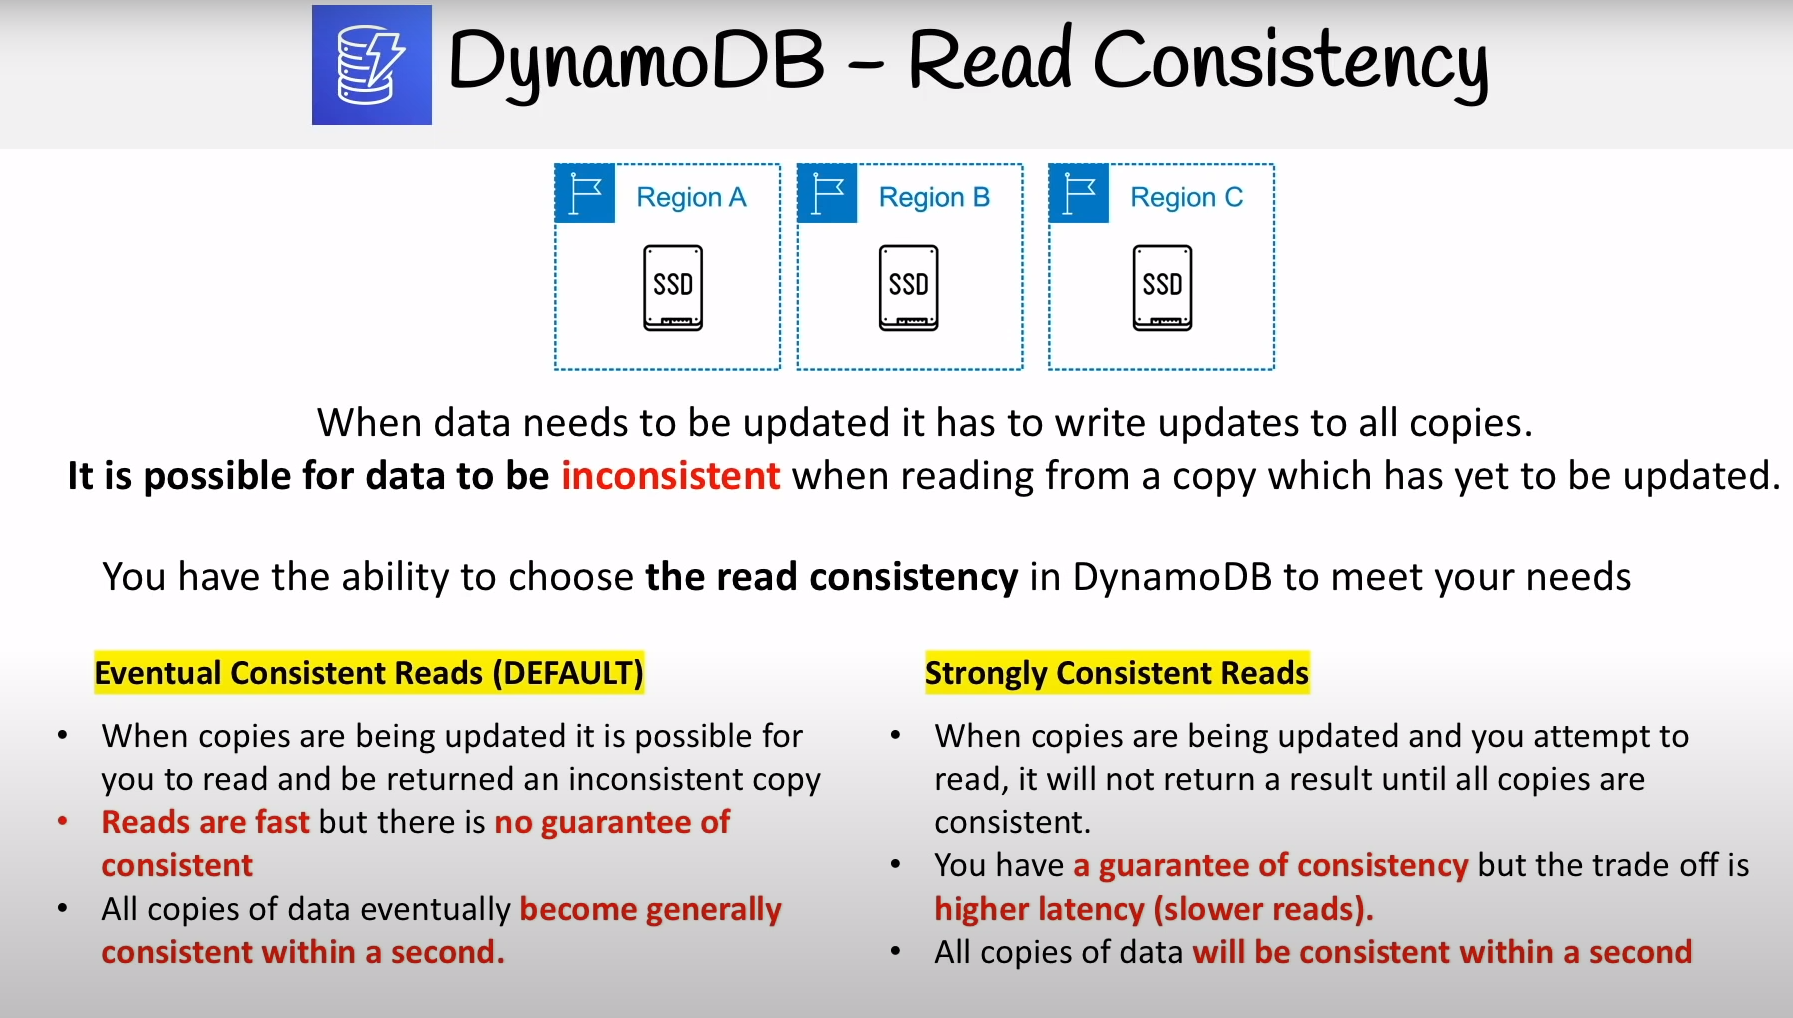 DynamoDB – Read Consistency
Region A
Region B
Region C
SSD
SSD
SSD
When data needs to be updated it has to write updates to all copies.
It is possible for data to be inconsistent when reading from a copy which has yet to be updated.
You have the ability to choose the read consistency in DynamoDB to meet your needs
Eventual Consistent Reads (DEFAULT)
• When copies are being updated it is possible for
you to read and be returned an inconsistent copy
• Reads are fast but there is no guarantee of
consistent
• All copies of data eventually become generally
consistent within a second.
Strongly Consistent Reads
• When copies are being updated and you attempt to
read, it will not return a result until all copies are
consistent.
• You have a guarantee of consistency but the trade off is
higher latency (slower reads).
• All copies of data will be consistent within a second